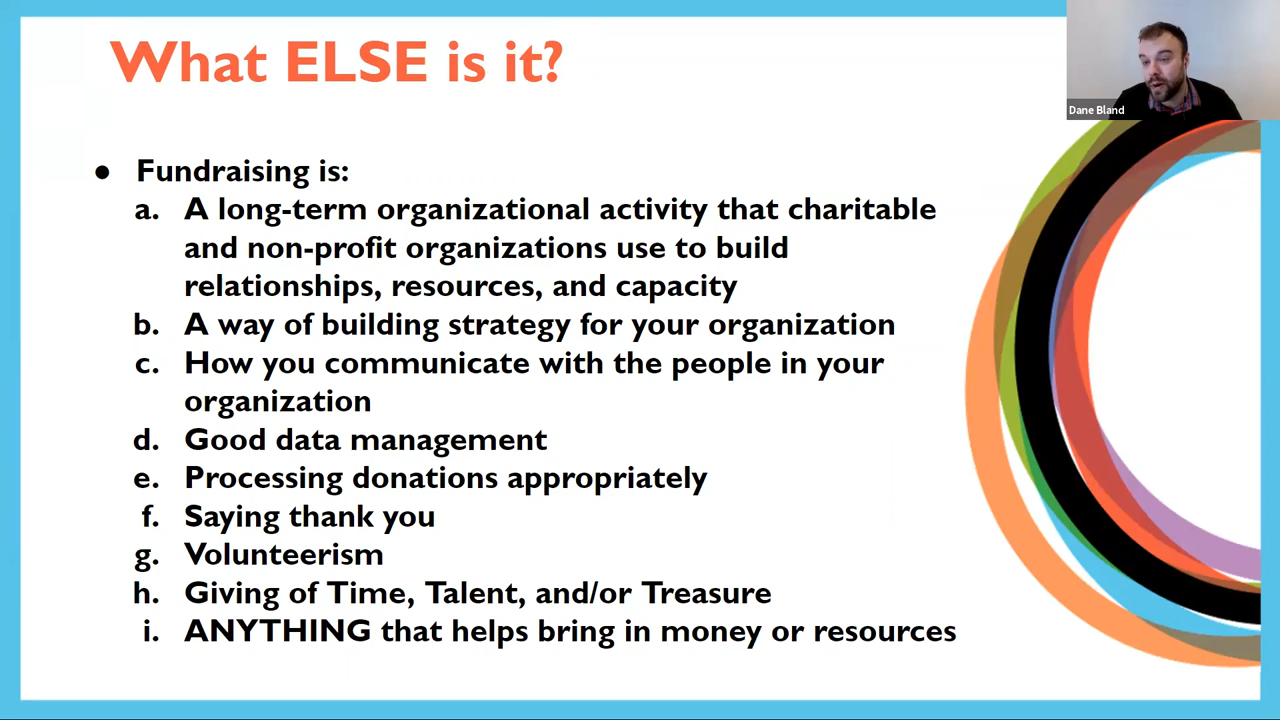 What ELSE is it?
Dane Bland
● Fundraising is:
a. A long-term organizational activity that charitable
and non-profit organizations use to build
relationships, resources, and capacity
b. A way of building strategy for your organization
c. How you communicate with the people in your
organization
d. Good data management
e. Processing donations appropriately
f. Saying thank you
g. Volunteerism
h. Giving of Time, Talent, and/or Treasure
i. ANYTHING that helps bring in money or resources